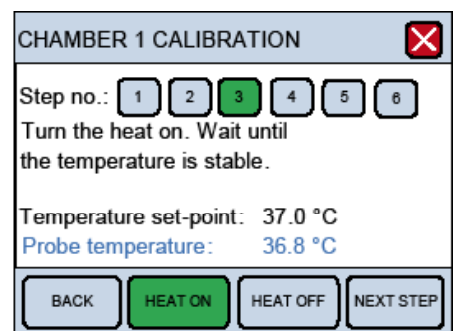 CHAMBER 1 CALIBRATION
Step no.: 1 2 3 4 5 6
Turn the heat on. Wait until
the temperature is stable.
Temperature set-point: 37.0 °C
Probe temperature: 36.8 °C
BACK HEAT ON HEAT OFF NEXT STEP